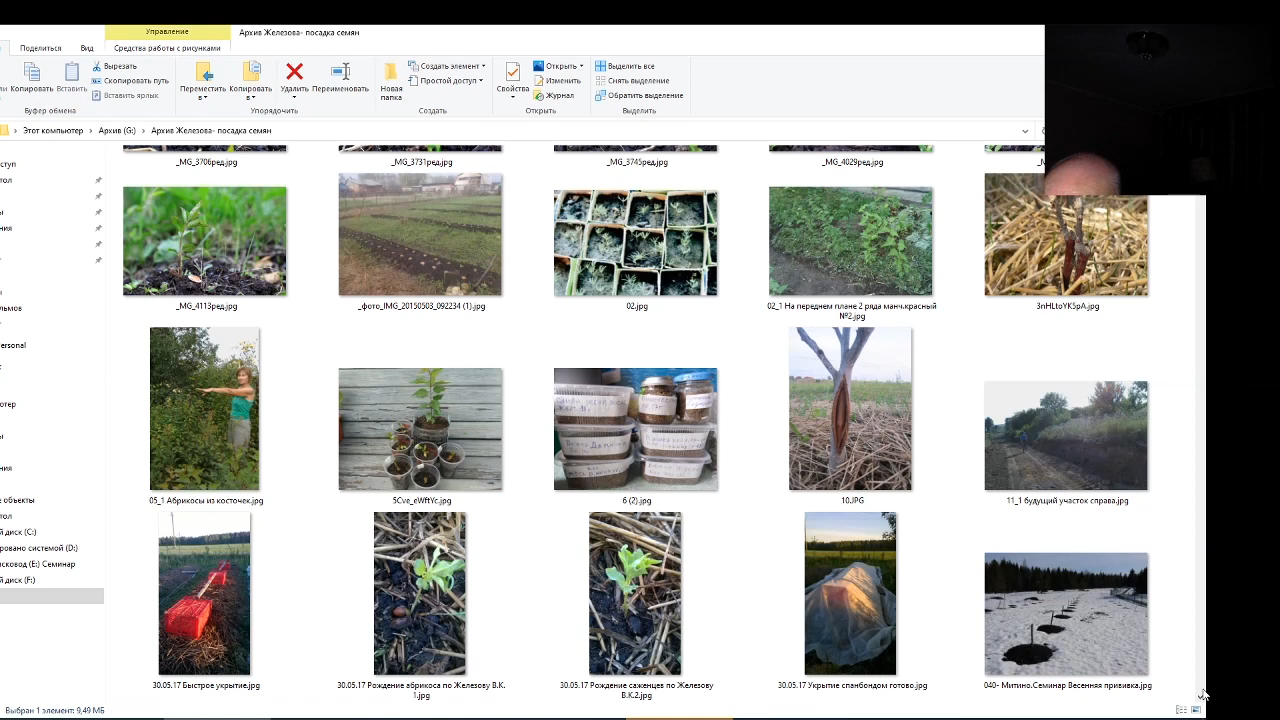 Управление
Архив Железова- посадка семян
Поделиться
Вид
Средства работы с рисунками
Копировать
Вставить
Вырезать
Скопировать путь
Вставить ярлык
Буфер обмена
Переместить в
Копировать в
Удалить
Переименовать
Упорядочить
Новая папка
Создать элемент
Простой доступ
Создать
Свойства
Открыть
Изменить
Журнал
Открыть
Выделить все
Снять выделение
Обратить выделение
Выделить
Этот компьютер
Архив (G:)
Архив Железова- посадка семян
_MG_3706ред.jpg
_MG_3731ред.jpg
_MG_3745ред.jpg
_MG_4029ред.jpg
_MG_4113ред.jpg
_фото_IMG_20150503_092234 (1).jpg
02.jpg
02_1 На переднем плане 2 ряда манч.красный
№2.jpg
3nHLtoYK5pA.jpg
05_1 Абрикосы из косточек.jpg
5Cve_eWftYc.jpg
6 (2).jpg
10.JPG
11_1 будущий участок справа.jpg
30.05.17 Быстрое укрытие.jpg
30.05.17 Рождение абрикоса по Железову В.К.
1.jpg
30.05.17 Рождение саженцев по Железову
В.К.2.jpg
30.05.17 Укрытие спанбондом готово.jpg
040- Митино.Семинар Весенняя прививка.jpg
ersonal
диск (C:)
ровано системой (D:)
исковод (E:) Семинар
диск (F:)
Выбран 1 элемент: 9,49 МБ